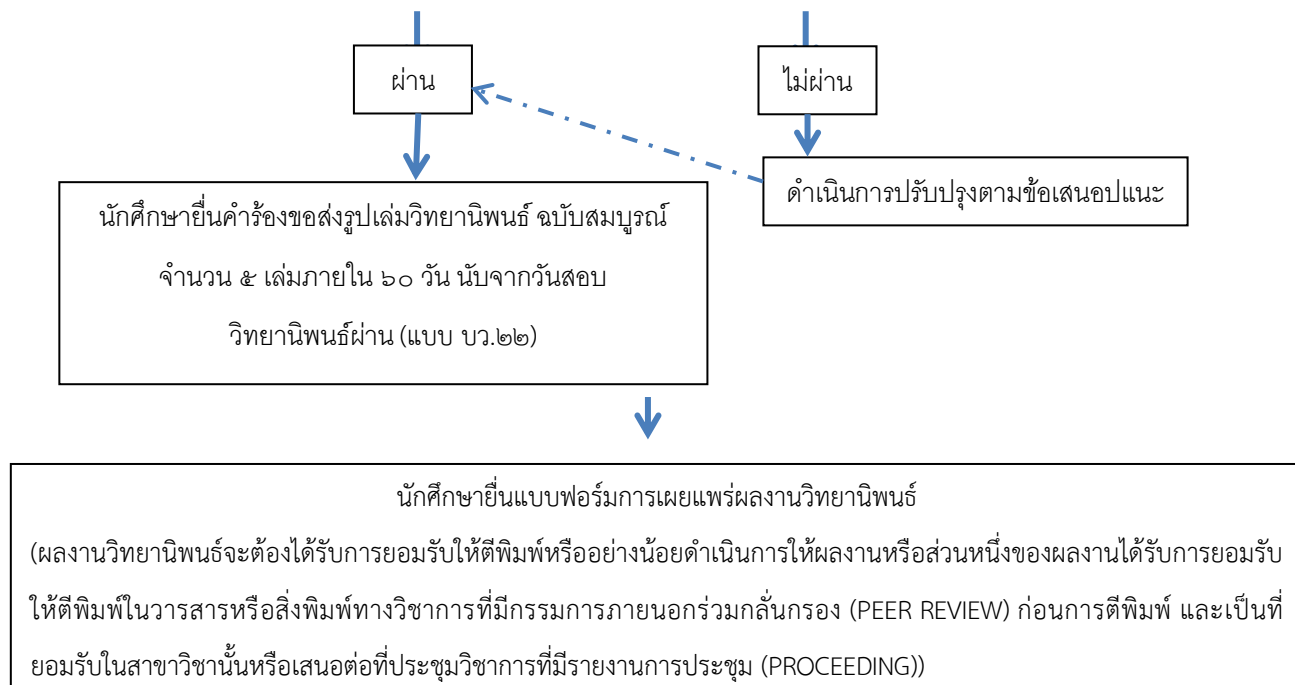 ผ่าน
ไม่ผ่าน
ดำเนินการปรับปรุงตามข้อเสนอปแนะ
นักศึกษายื่นคำร้องขอส่งรูปเล่มวิทยานิพนธ์ ฉบับสมบูรณ์
จำนวน ๕ เล่มภายใน ๖๐ วัน นับจากวันสอบ
วิทยานิพนธ์ผ่าน (แบบ บว.๒๒)
นักศึกษายื่นแบบฟอร์มการเผยแพร่ผลงานวิทยานิพนธ์
(ผลงานวิทยานิพนธ์จะต้องได้รับการยอมรับให้ตีพิมพ์หรืออย่างน้อยดำเนินการให้ผลงานหรือส่วนหนึ่งของผลงานได้รับการยอมรับ
ให้ตีพิมพ์ในวารสารหรือสิ่งพิมพ์ทางวิชาการที่มีกรรมการภายนอกร่วมกลั่นกรอง (PEER REVIEW) ก่อนการตีพิมพ์ และเป็นที่
ยอมรับในสาขาวิชานั้นหรือเสนอต่อที่ประชุมวิชาการที่มีรายงานการประชุม (PROCEEDING))